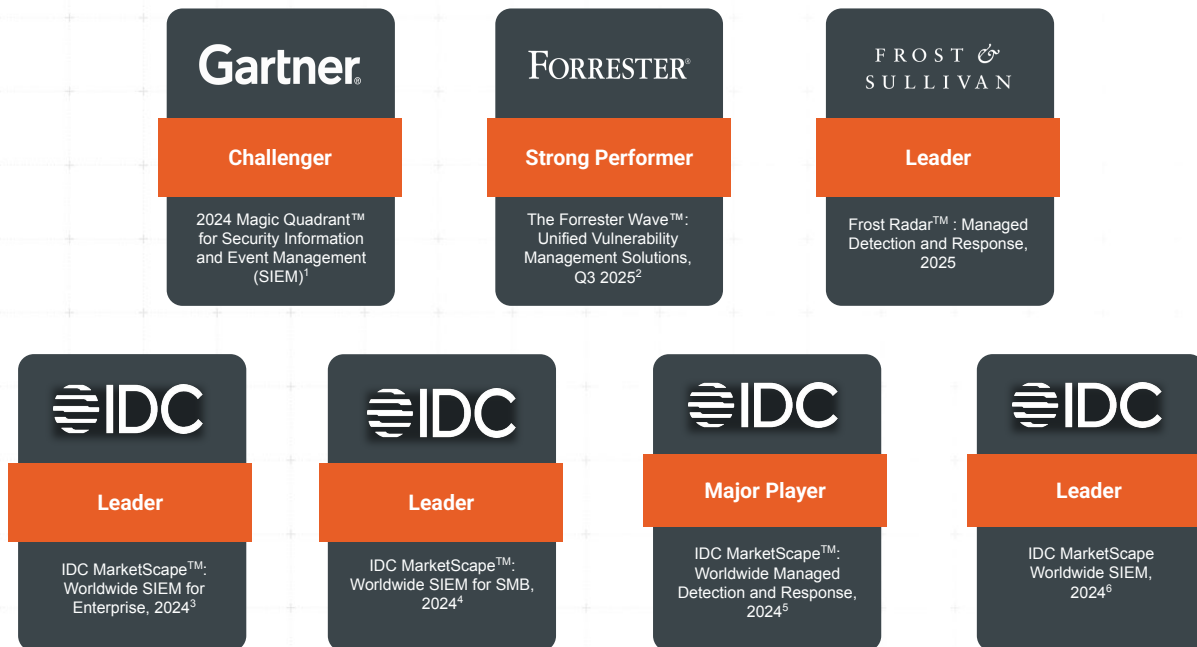 Gartner®
Challenger
2024 Magic Quadrant™
for Security Information
and Event Management
(SIEM)1
FORRESTER®
Strong Performer
The Forrester Wave™:
Unified Vulnerability
Management Solutions,
Q3 20252
FROST &
SULLIVAN
Leader
Frost Radar™ : Managed
Detection and Response,
2025
IDC
Leader
IDC MarketScape™:
Worldwide SIEM for
Enterprise, 20243
IDC
Leader
IDC MarketScape™:
Worldwide SIEM for SMB,
20244
IDC
Major Player
IDC MarketScape™:
Worldwide Managed
Detection and Response,
20245
IDC
Leader
IDC MarketScape
Worldwide SIEM,
20246